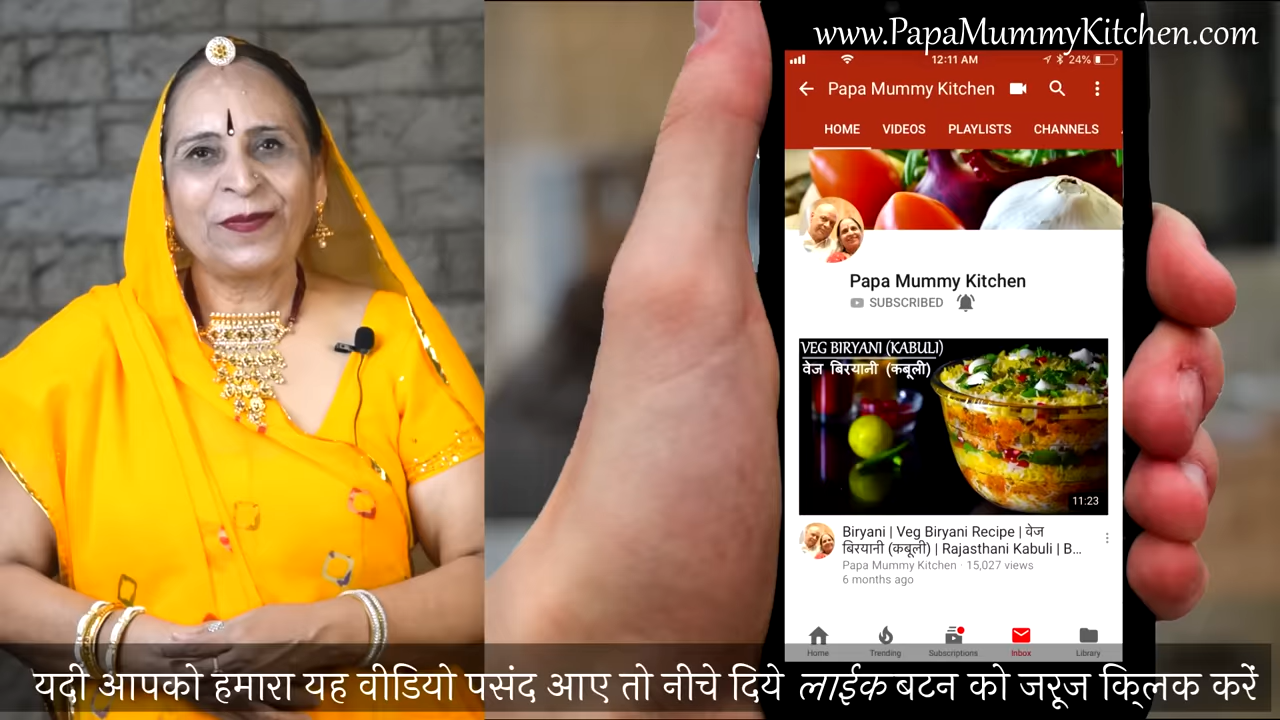 www.PapaMummyKitchen.com
12:11 AM
24%
Papa Mummy Kitchen
HOME VIDEOS PLAYLISTS CHANNELS
Papa Mummy Kitchen
SUBSCRIBED
VEG BIRYANI (KABULI)
वेज बिरयानी (कबूली)
11:23
Biryani | Veg Biryani Recipe | वेज
बिरयानी (कबूली) | Rajasthani Kabuli | B...
Papa Mummy Kitchen · 15,027 views
6 months ago
Home Trending Subscriptions Inbox Library
यदी आपको हमारा यह वीडियो पसंद आए तो नीचे दिये लाईक बटन को जरूज क्लिक करें